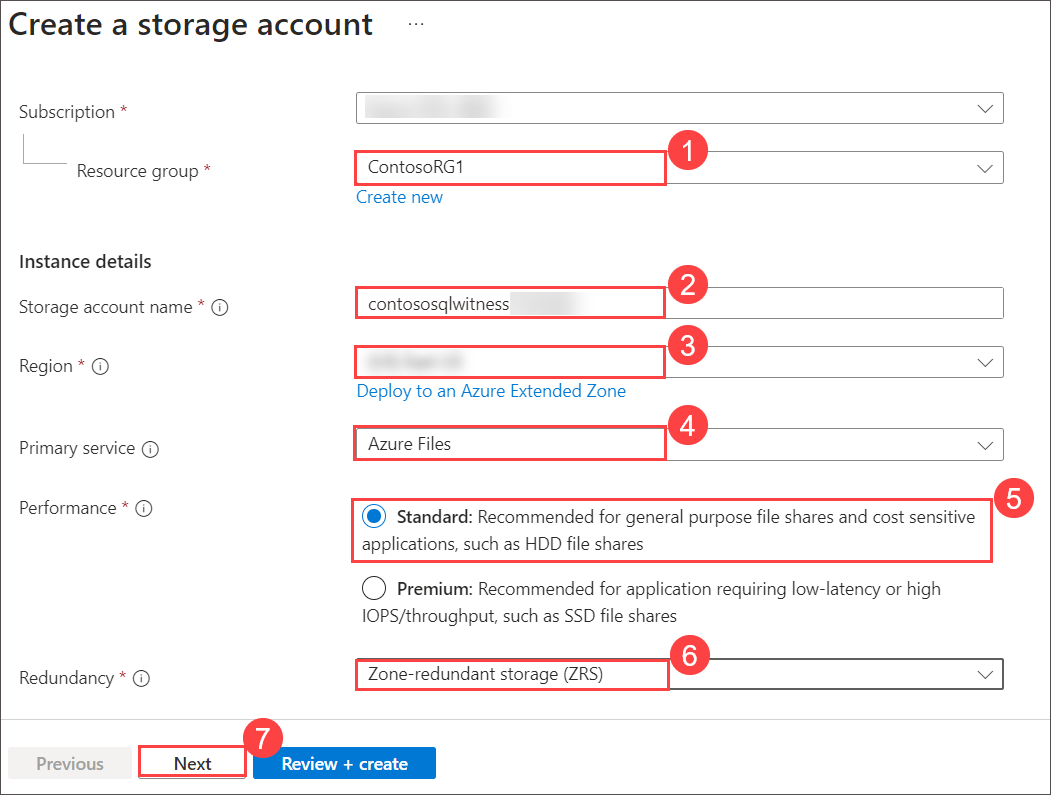 Create a storage account ...
Subscription *
1
Resource group *
ContosoRG1
Create new
Instance details
2
Storage account name *
contososqlwitness
3
Region *
Deploy to an Azure Extended Zone
4
Primary service
Azure Files
5
Performance *
Standard: Recommended for general purpose file shares and cost sensitive
applications, such as HDD file shares
Premium: Recommended for application requiring low-latency or high
IOPS/throughput, such as SSD file shares
6
Redundancy *
Zone-redundant storage (ZRS)
7
Previous
Next
Review + create